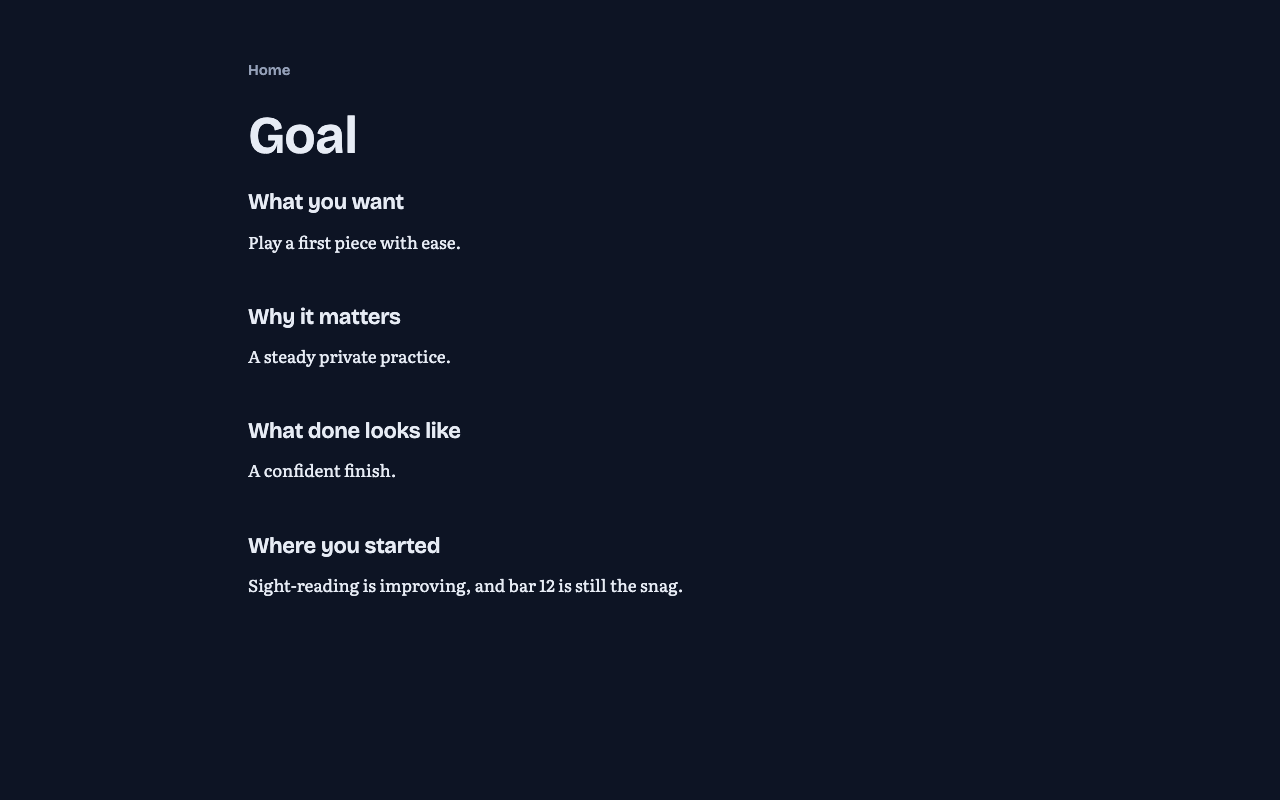 Home
Goal
What you want
Play a first piece with ease.
Why it matters
A steady private practice.
What done looks like
A confident finish.
Where you started
Sight-reading is improving, and bar 12 is still the snag.